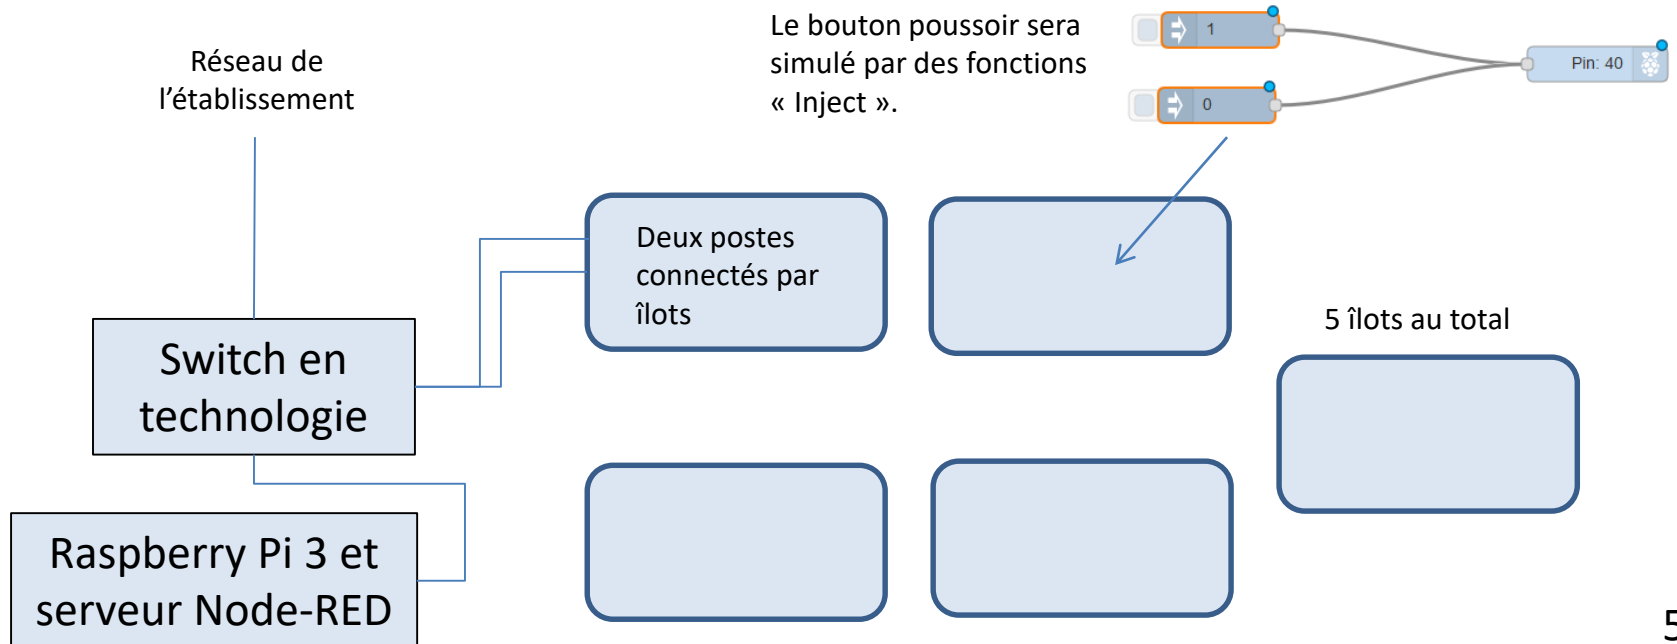 Réseau de
l’établissement
Le bouton poussoir sera
simulé par des fonctions
« Inject ».
1
0
Pin: 40
Deux postes
connectés par
îlots
5 îlots au total
Switch en
technologie
Raspberry Pi 3 et
serveur Node-RED
5